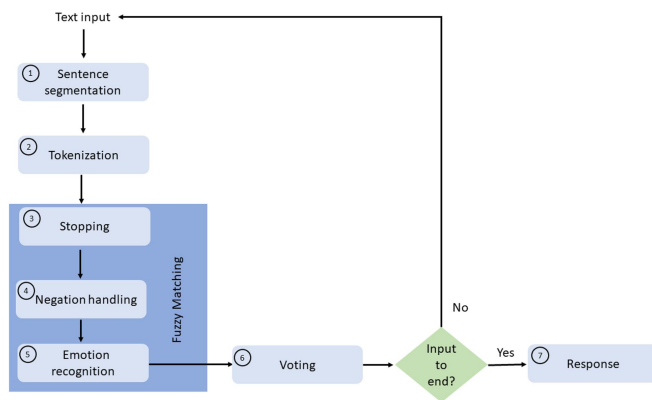 Text input
1
Sentence
segmentation
2
Tokenization
3
Stopping
4
Negation handling
5
Emotion
recognition
Fuzzy Matching
6
Voting
Input
to
end?
No
Yes
7
Response